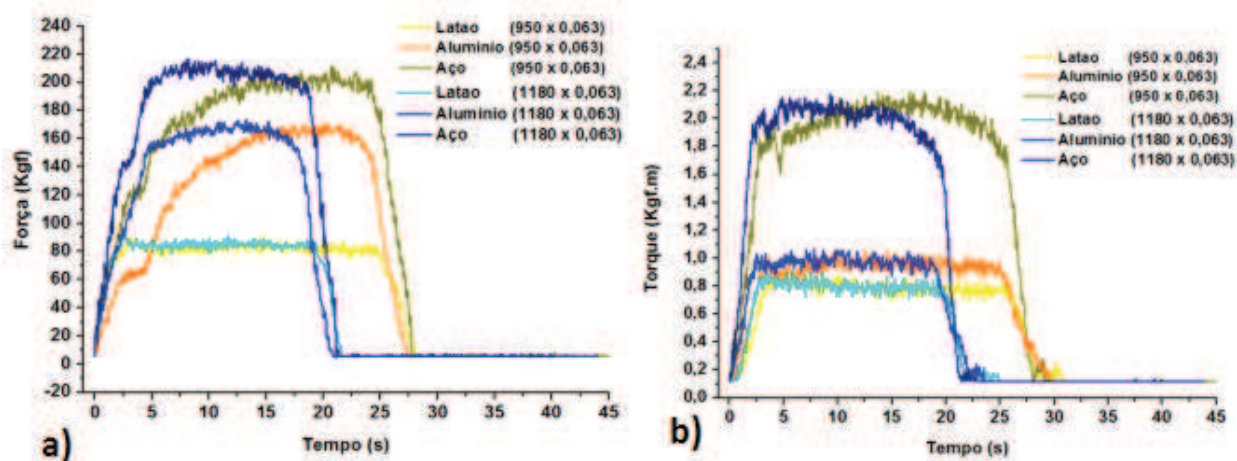 Latao (950 x 0,063)
Aluminio (950 x 0,063)
Aço (950 x 0,063)
Latao (1180 x 0,063)
Aluminio (1180 x 0,063)
Aço (1180 x 0,063)
Força (Kgf)
240
220
200
180
160
140
120
100
80
60
40
20
0
-20
0 5 10 15 20 25 30 35 40 45
Tempo (s)
a)
Latao (950 x 0,063)
Aluminio (950 x 0,063)
Aço (950 x 0,063)
Latao (1180 x 0,063)
Aluminio (1180 x 0,063)
Aço (1180 x 0,063)
Torque (Kgf.m)
2,4
2,2
2,0
1,8
1,6
1,4
1,2
1,0
0,8
0,6
0,4
0,2
0,0
0 5 10 15 20 25 30 35 40 45
Tempo (s)
b)